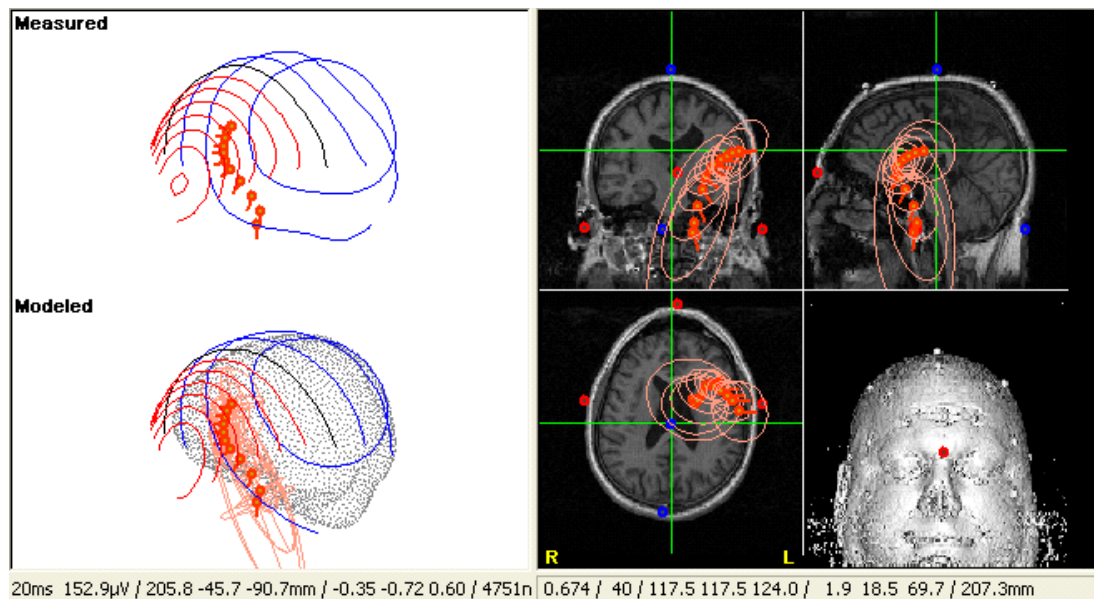 Measured
Modeled
R
L
20ms 152.9µV / 205.8 -45.7 -90.7mm / -0.35 -0.72 0.60 / 4751n
0.674 / 40 / 117.5 117.5 124.0 / 1.9 18.5 69.7 / 207.3mm